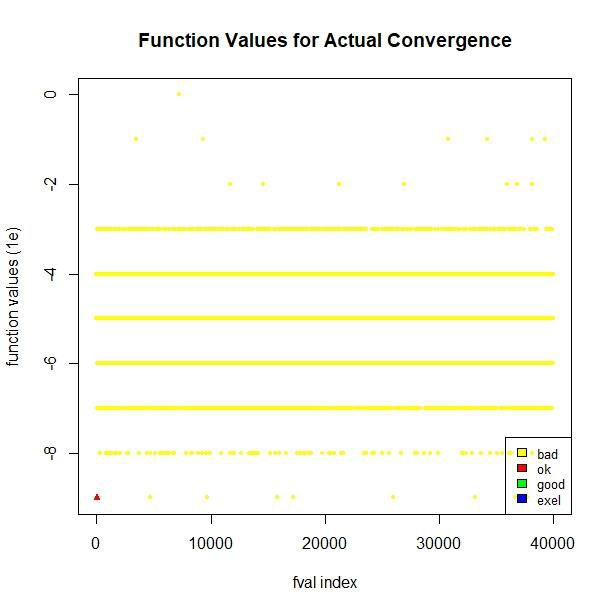 Function Values for Actual Convergence
function values (1e)
0
-2
-4
-6
-8
bad
ok
good
exel
0
10000
20000
30000
40000
fval index